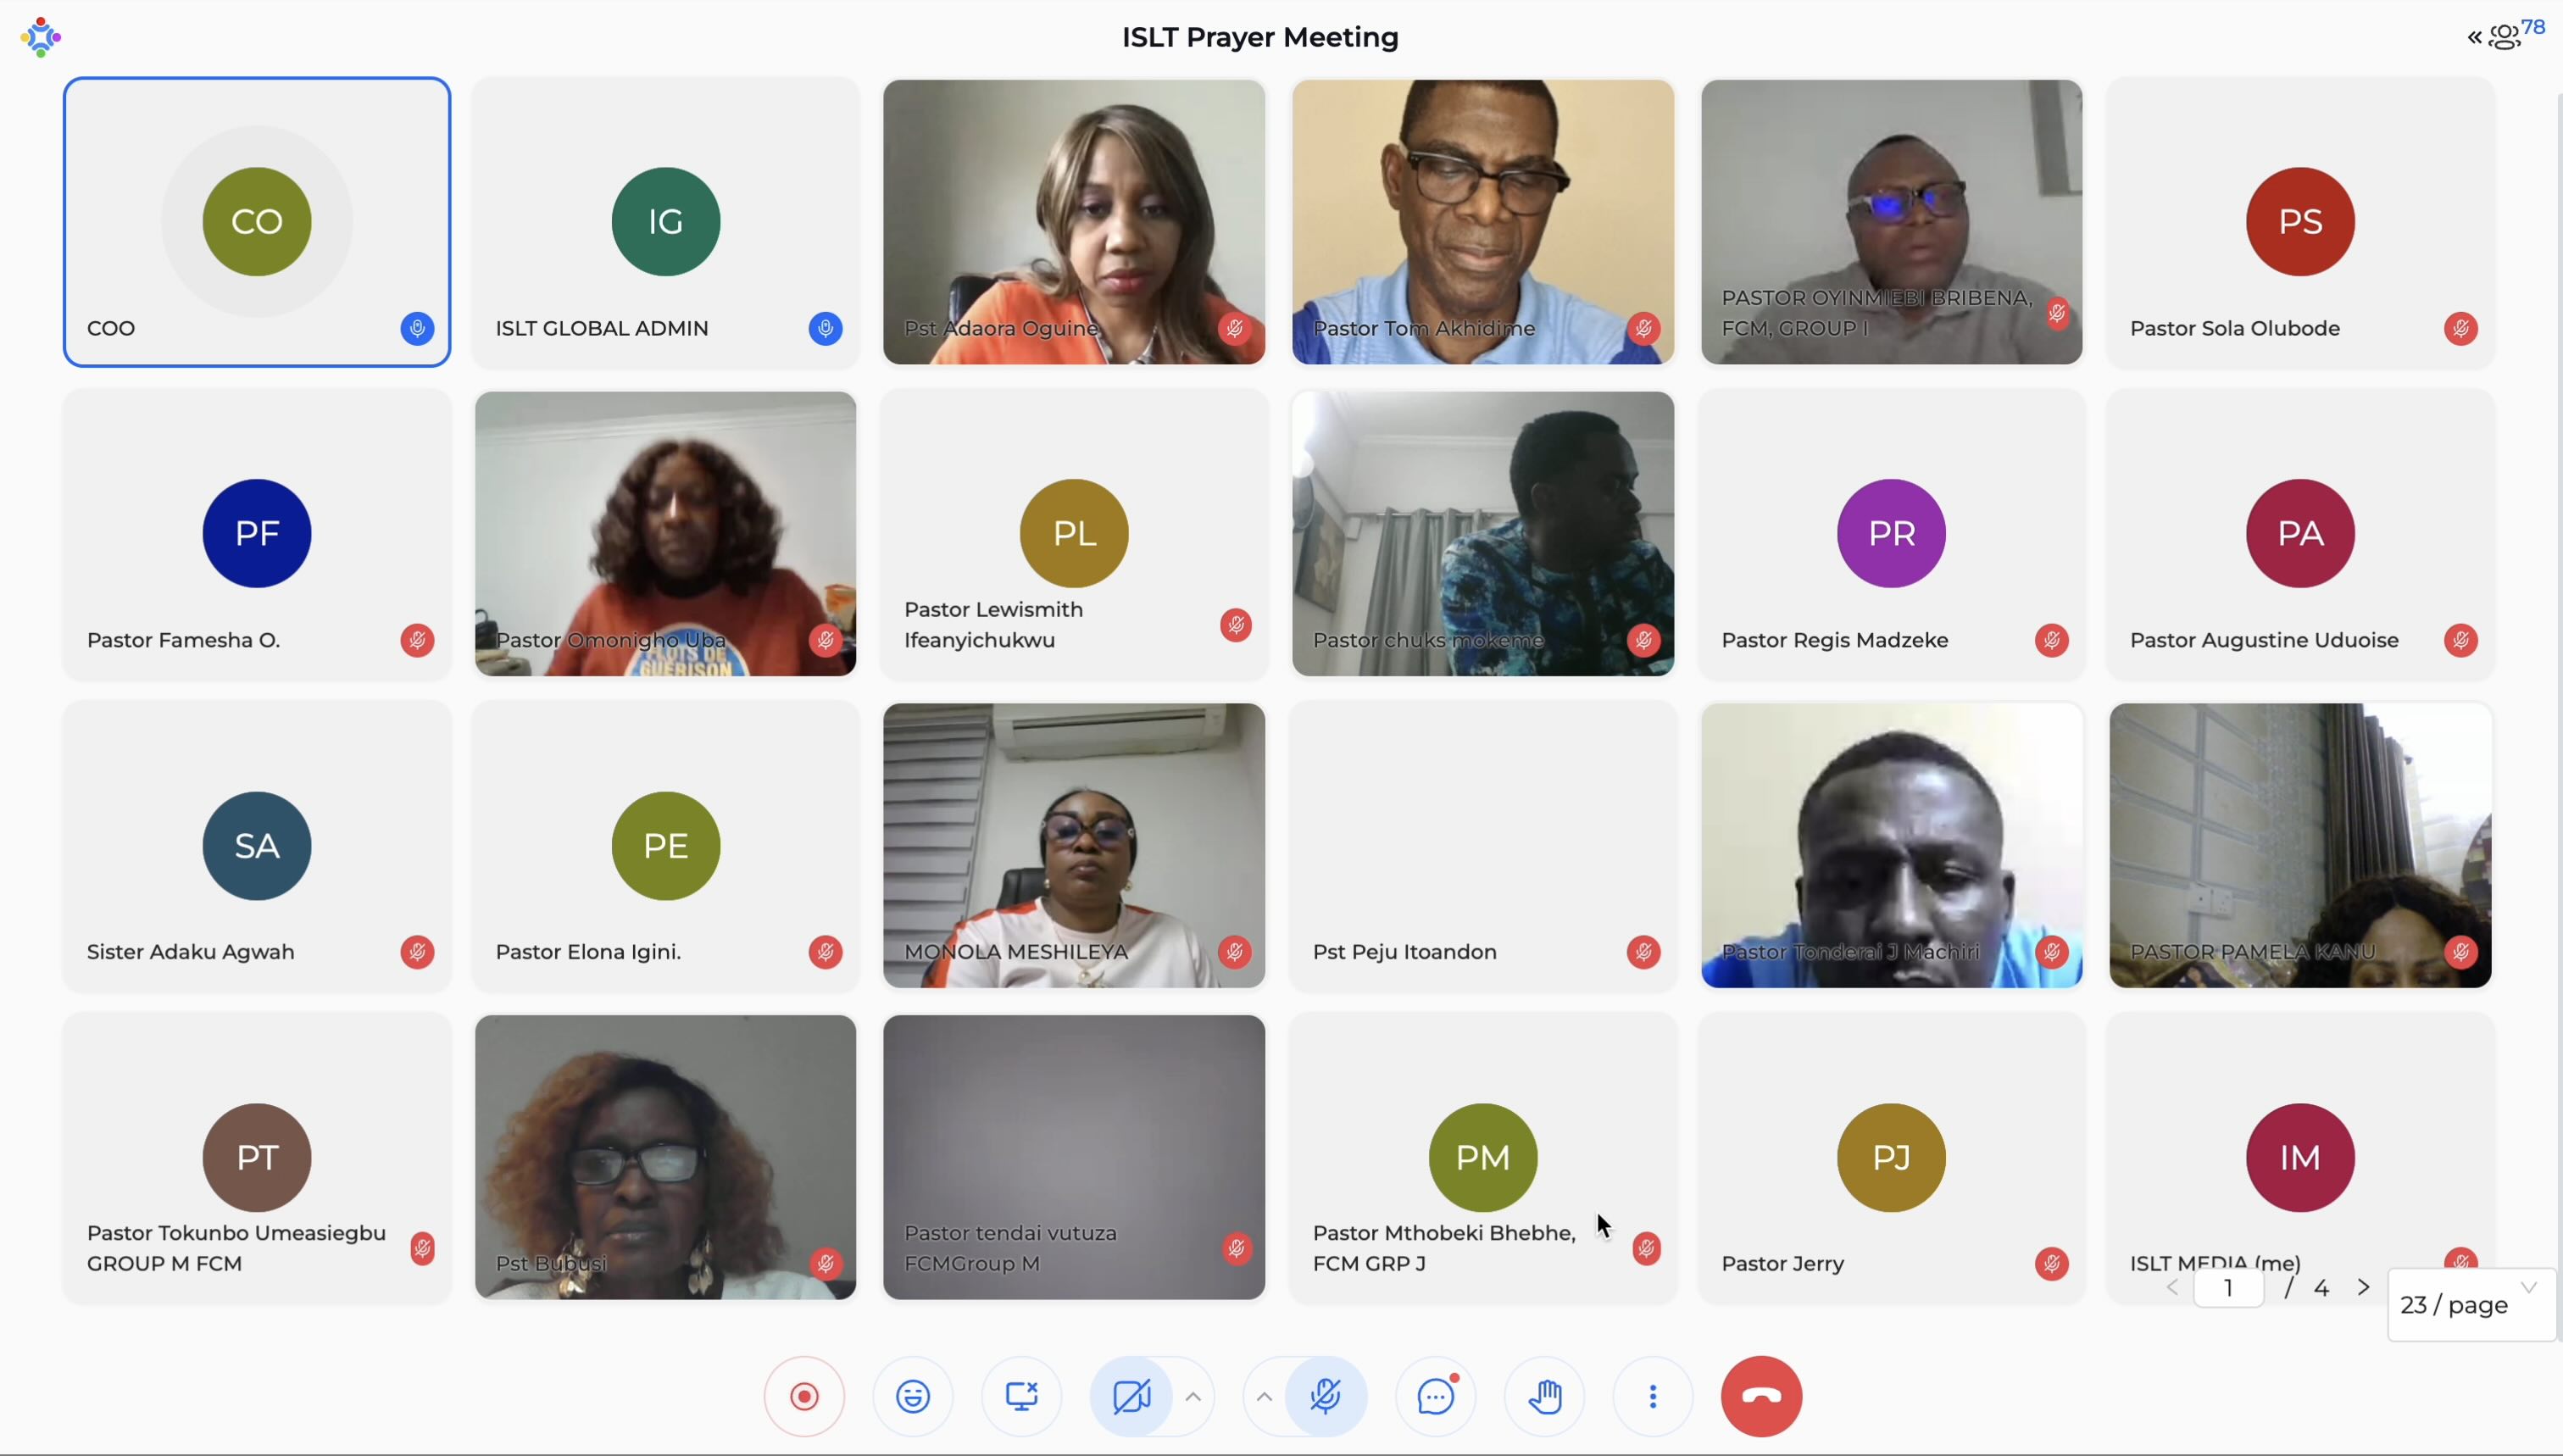 ISLT Prayer Meeting
78
CO
COO
IG
ISLT GLOBAL ADMIN
Pst Adaora Oguine
Pastor Tom Akhidime
PASTOR OYINMIEBI BRIBENA,
FCM, GROUP I
PS
Pastor Sola Olubode
PF
Pastor Famesha O.
Pastor Omonigho Uba
PILOTS DE
GUÉRISON
PL
Pastor Lewismith
Ifeanyichukwu
Pastor chuks mokeme
PR
Pastor Regis Madzeke
PA
Pastor Augustine Uduoise
SA
Sister Adaku Agwah
PE
Pastor Elona Igini.
MONOLA MESHILEYA
Pst Peju Itoandon
Pastor Tonderai J Machiri
PASTOR PAMELA KANU
PT
Pastor Tokunbo Umeasiegbu
GROUP M FCM
Pst Bubusi
Pastor tendai vutuza
FCMGroup M
PM
Pastor Mthobeki Bhebhe,
FCM GRP J
PJ
Pastor Jerry
IM
ISLT MEDIA (me)
1 / 4
23 / page